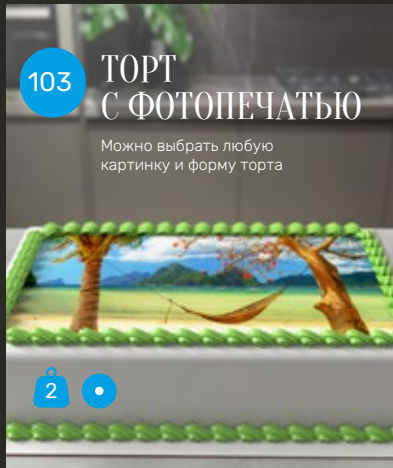 103
ТОРТ
С ФОТОПЕЧАТЬЮ
Можно выбрать любую
картинку и форму торта
2